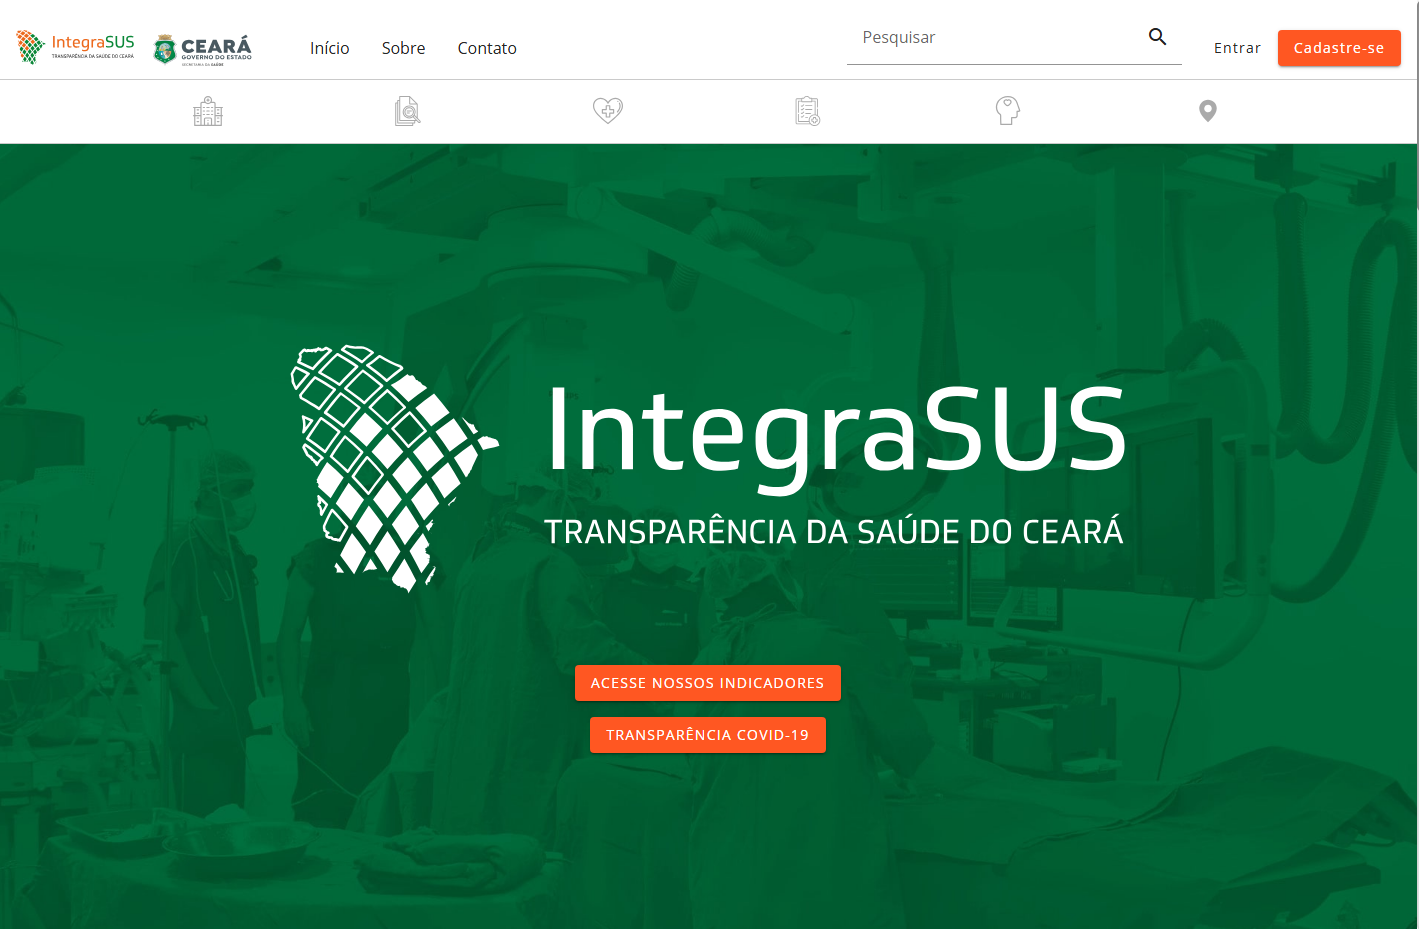 IntegraSUS
TRANSPARÊNCIA DA SAÚDE DO CEARÁ
CEARÁ
GOVERNO DO ESTADO
SECRETARIA DA SAÚDE
Início
Sobre
Contato
Pesquisar
Entrar
Cadastre-se
IntegraSUS
TRANSPARÊNCIA DA SAÚDE DO CEARÁ
ACESSE NOSSOS INDICADORES
TRANSPARÊNCIA COVID-19